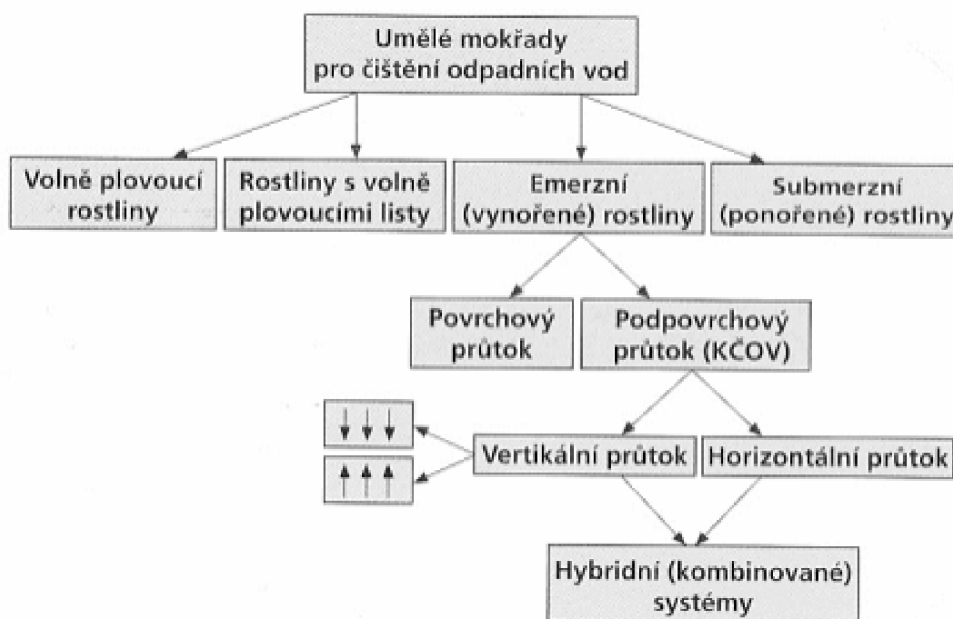 Umělé mokřady
pro čištění odpadních vod
Volně plovoucí
rostliny
Rostliny s volně
plovoucími listy
Emerzní
(vynořené) rostliny
Submerzní
(ponořené) rostliny
Povrchový
průtok
Podpovrchový
průtok (KČOV)
Vertikální průtok
Horizontální průtok
Hybridní (kombinované)
systémy